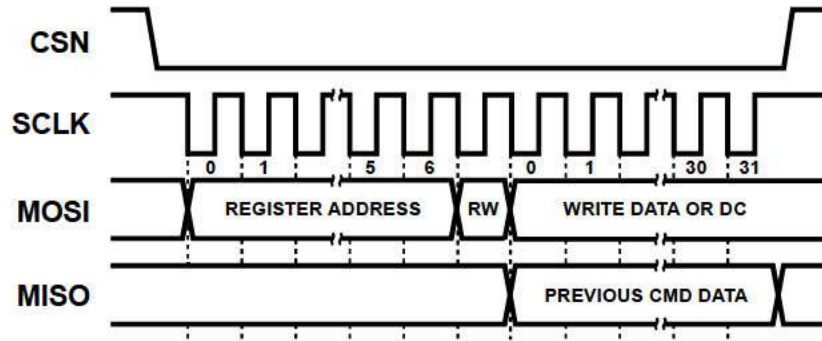 CSN
SCLK
0 1 5 6 0 1 30 31
MOSI REGISTER ADDRESS RW WRITE DATA OR DC
MISO PREVIOUS CMD DATA